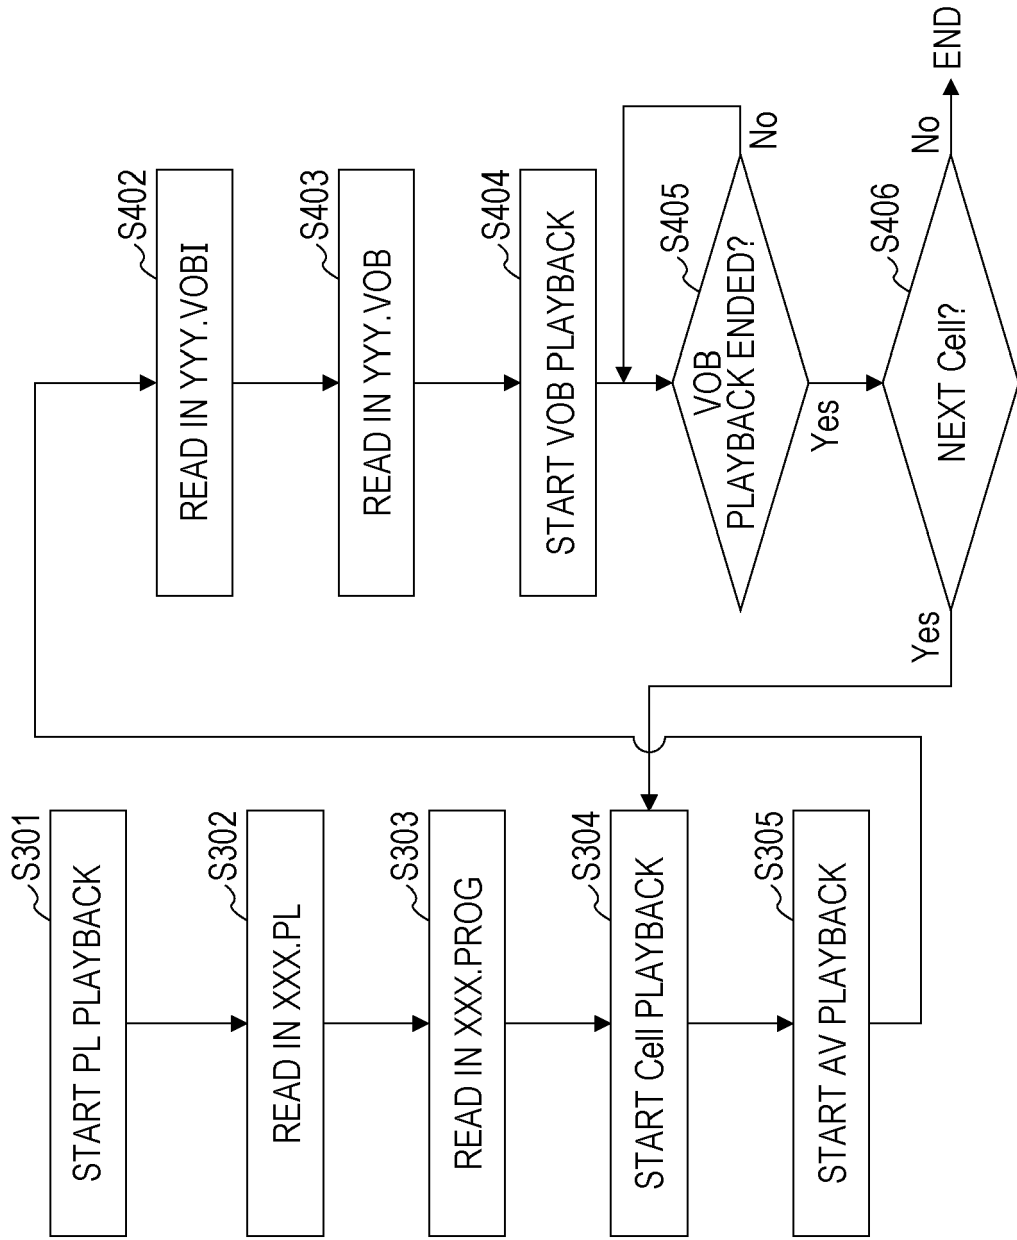 S301
START PL PLAYBACK
S302
READ IN XXX.PL
S303
READ IN XXX.PROG
S304
START Cell PLAYBACK
S305
START AV PLAYBACK
S402
READ IN YYY.VOBI
S403
READ IN YYY.VOB
S404
START VOB PLAYBACK
S405
VOB
PLAYBACK ENDED?
No
Yes
S406
NEXT Cell?
Yes
No
END